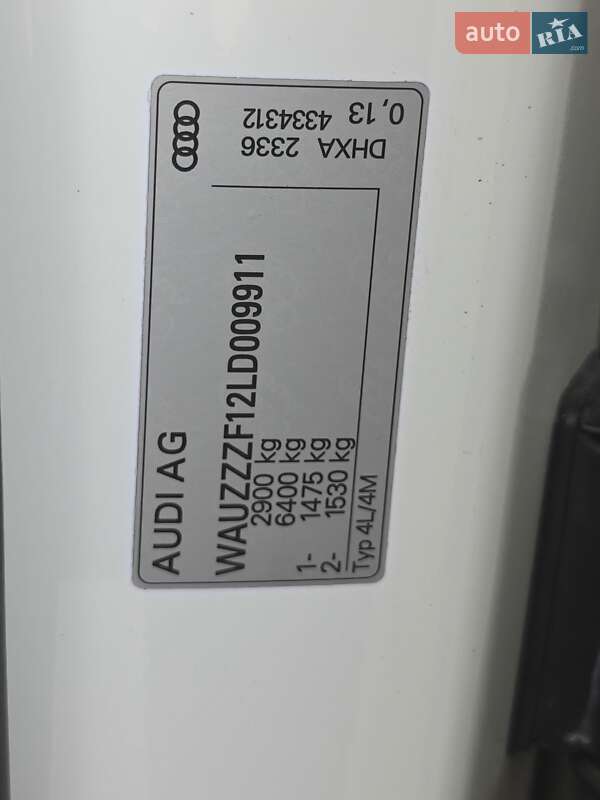 auto
RIA
.com
AUDI AG
WAUZZZF12LD009911
2900 kg
6400 kg
1- 1475 kg
2- 1530 kg
Typ 4L/4M
DHXA 2336
4334312
0,13